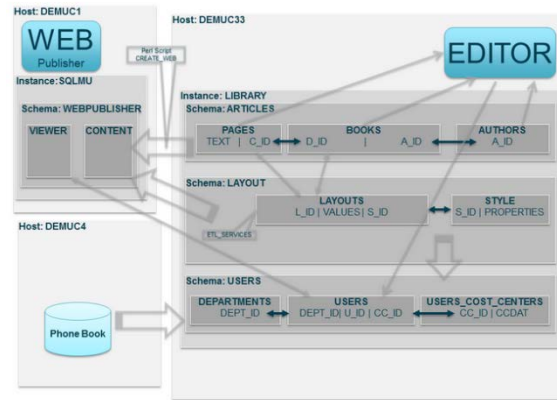 Host: DEMUC1
WEB
Publisher
Instance: SQLMU
Schema: WEBPUBLISHER
VIEWER
CONTENT
Host: DEMUC4
Phone Book
Perl Script
CREATE_WEB
Host: DEMUC33
EDITOR
Instance: LIBRARY
Schema: ARTICLES
PAGES
TEXT | C_ID
BOOKS
D_ID | A_ID
AUTHORS
A_ID
Schema: LAYOUT
LAYOUTS
L_ID | VALUES| S_ID
STYLE
S_ID | PROPERTIES
ETL_SERVICES
Schema: USERS
DEPARTMENTS
DEPT_ID
USERS
DEPT_ID| U_ID | CC_ID
USERS_COST_CENTERS
CC_ID | CCDAT